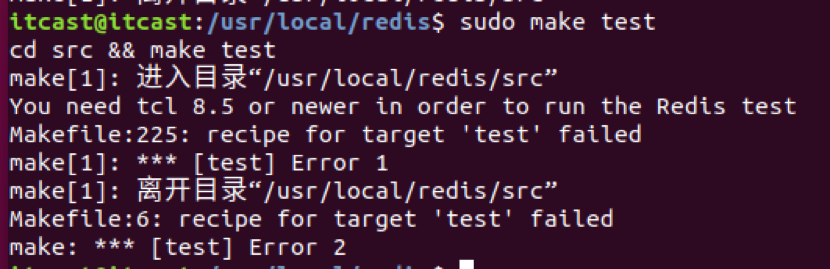 itcast@itcast:/usr/local/redis$ sudo make test
cd src && make test
make[1]: 进入目录“/usr/local/redis/src”
You need tcl 8.5 or newer in order to run the Redis test
Makefile:225: recipe for target 'test' failed
make[1]: *** [test] Error 1
make[1]: 离开目录“/usr/local/redis/src”
Makefile:6: recipe for target 'test' failed
make: *** [test] Error 2